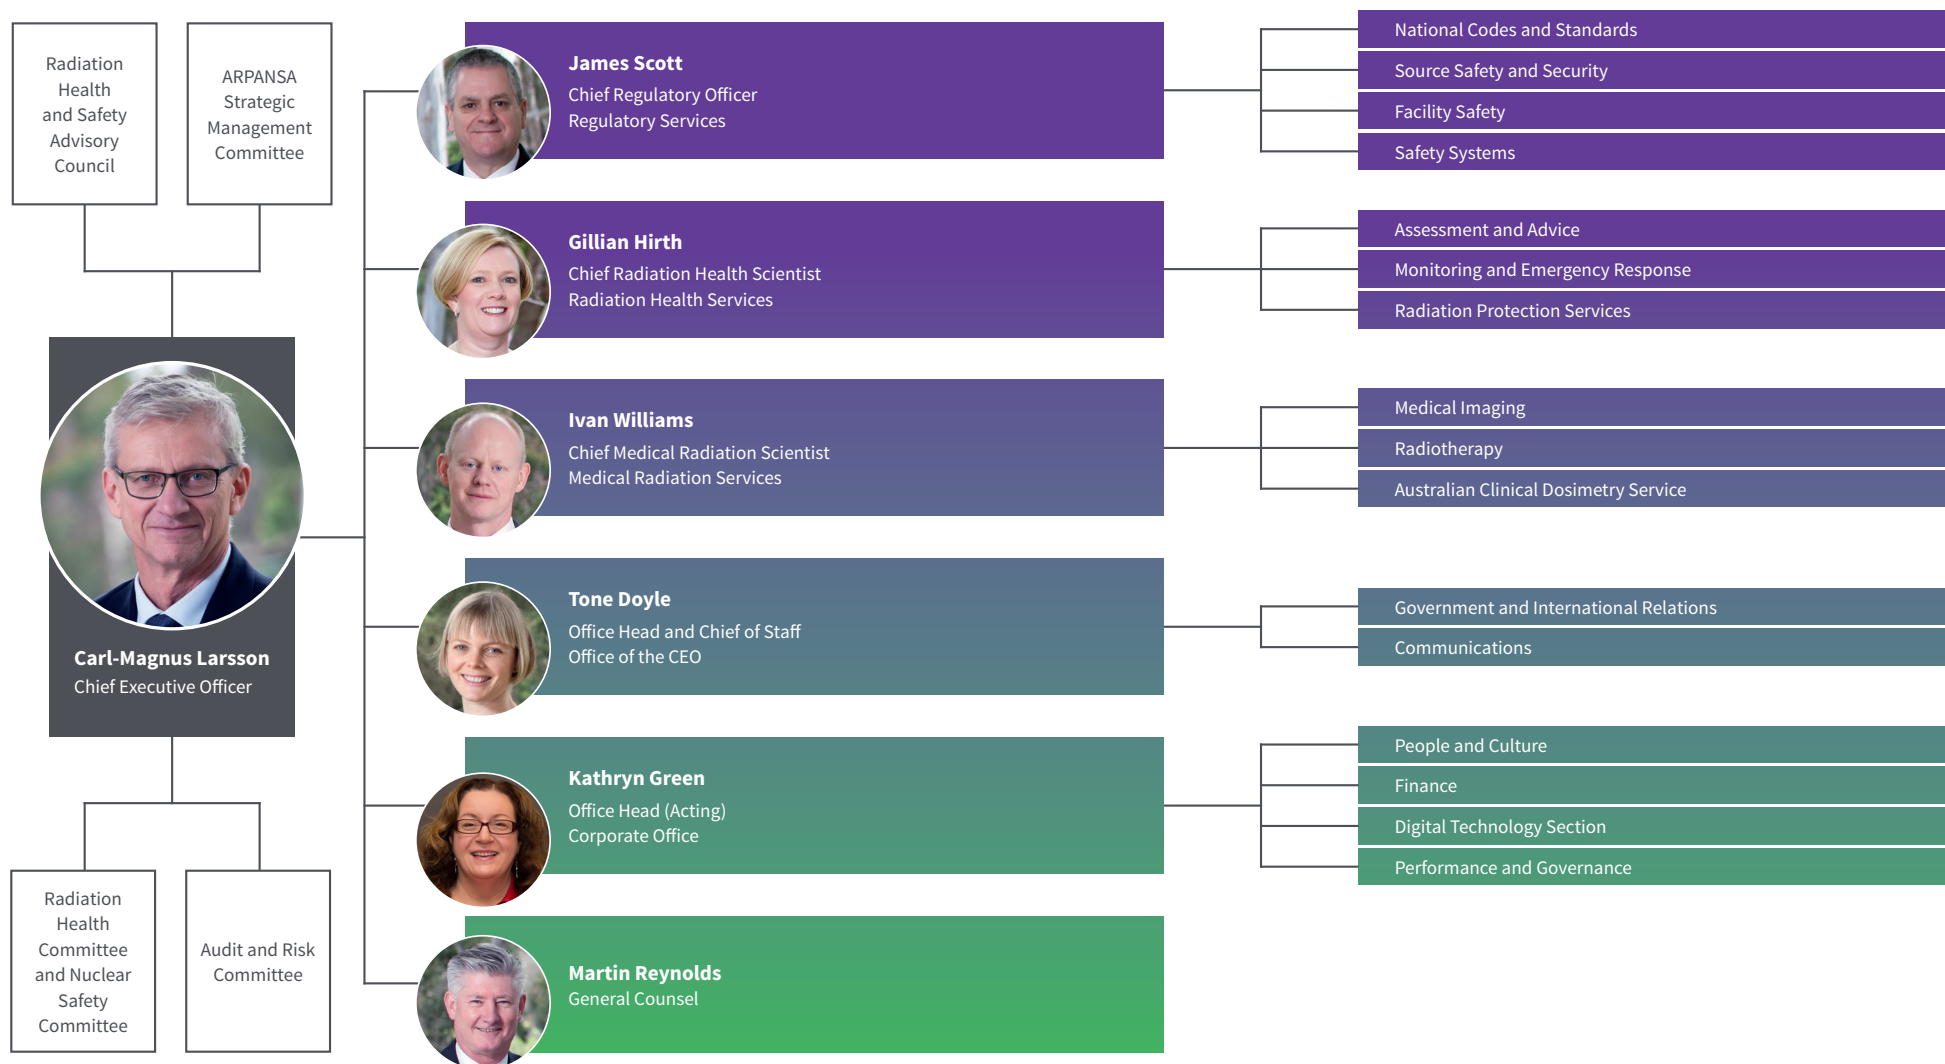 Radiation
Health
and Safety
Advisory
Council
ARPANSA
Strategic
Management
Committee
Carl-Magnus Larsson
Chief Executive Officer
Radiation
Health
Committee
and Nuclear
Safety
Committee
Audit and Risk
Committee
James Scott
Chief Regulatory Officer
Regulatory Services
National Codes and Standards
Source Safety and Security
Facility Safety
Safety Systems
Gillian Hirth
Chief Radiation Health Scientist
Radiation Health Services
Assessment and Advice
Monitoring and Emergency Response
Radiation Protection Services
Ivan Williams
Chief Medical Radiation Scientist
Medical Radiation Services
Medical Imaging
Radiotherapy
Australian Clinical Dosimetry Service
Tone Doyle
Office Head and Chief of Staff
Office of the CEO
Government and International Relations
Communications
Kathryn Green
Office Head (Acting)
Corporate Office
People and Culture
Finance
Digital Technology Section
Performance and Governance
Martin Reynolds
General Counsel